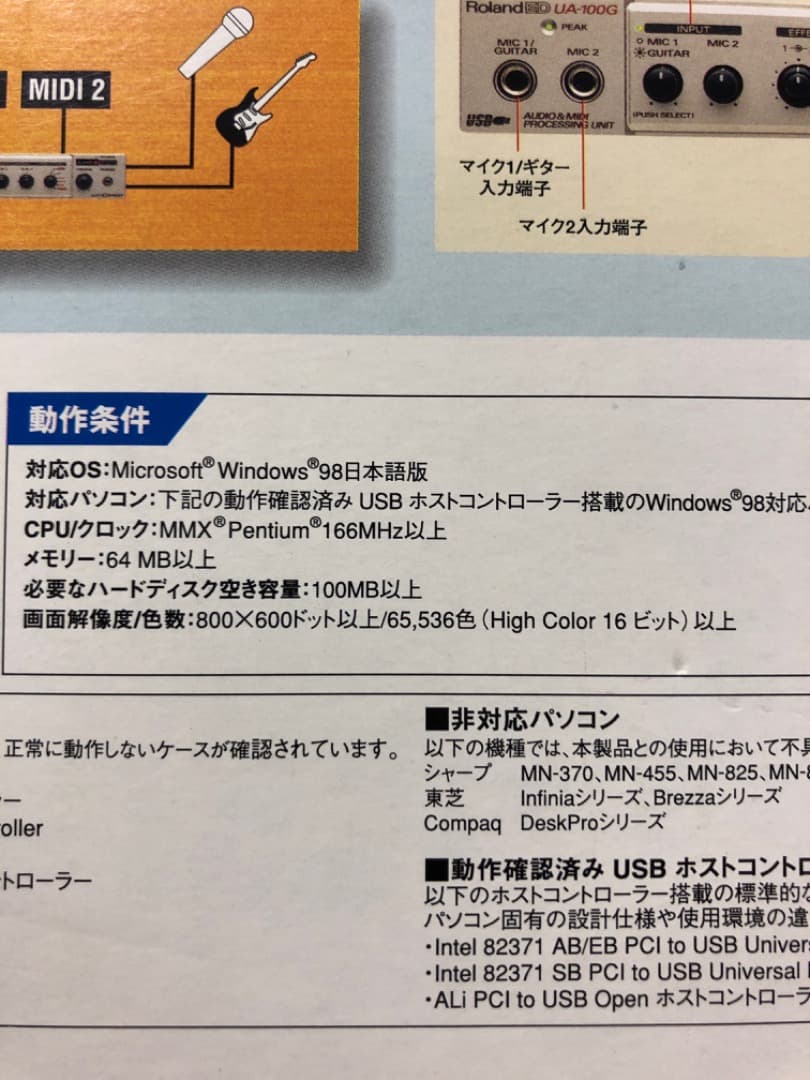 MIDI 2
Roland ED UA-100G
PEAK
MIC 1/
GUITAR
MIC 2
INPUT
MIC 1
GUITAR
MIC 2
(PUSH SELECT)
USB
AUDIO & MIDI
PROCESSING UNIT
マイク1/ギター
入力端子
マイク2入力端子
動作条件
対応OS:Microsoft® Windows®98日本語版
対応パソコン:下記の動作確認済み USB ホストコントローラー搭載のWindows®98対応
CPU/クロック:MMX® Pentium®166MHz以上
メモリー:64 MB以上
必要なハードディスク空き容量:100MB以上
画面解像度/色数:800×600ドット以上/65,536色(High Color 16 ビット)以上
正常に動作しないケースが確認されています。
ー
oller
トローラー
■非対応パソコン
以下の機種では、本製品との使用において不具
シャープ MN-370、MN-455、MN-825、MN-8
東芝 Infiniaシリーズ、Brezzaシリーズ
Compaq DeskProシリーズ
■動作確認済み USB ホストコントロ
以下のホストコントローラー搭載の標準的な
パソコン固有の設計仕様や使用環境の違
・Intel 82371 AB/EB PCI to USB Univers
・Intel 82371 SB PCI to USB Universal
・ALi PCI to USB Open ホストコントローラ